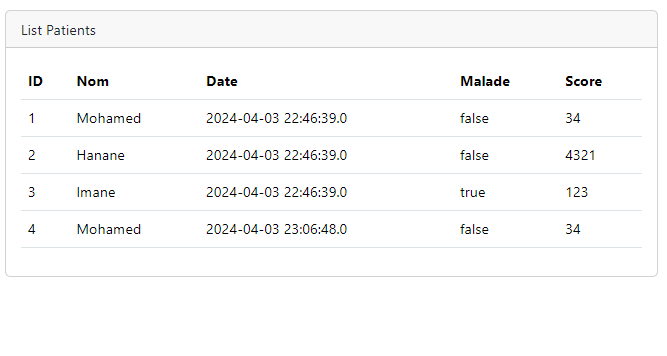 List Patients
ID Nom Date Malade Score
1 Mohamed 2024-04-03 22:46:39.0 false 34
2 Hanane 2024-04-03 22:46:39.0 false 4321
3 Imane 2024-04-03 22:46:39.0 true 123
4 Mohamed 2024-04-03 23:06:48.0 false 34